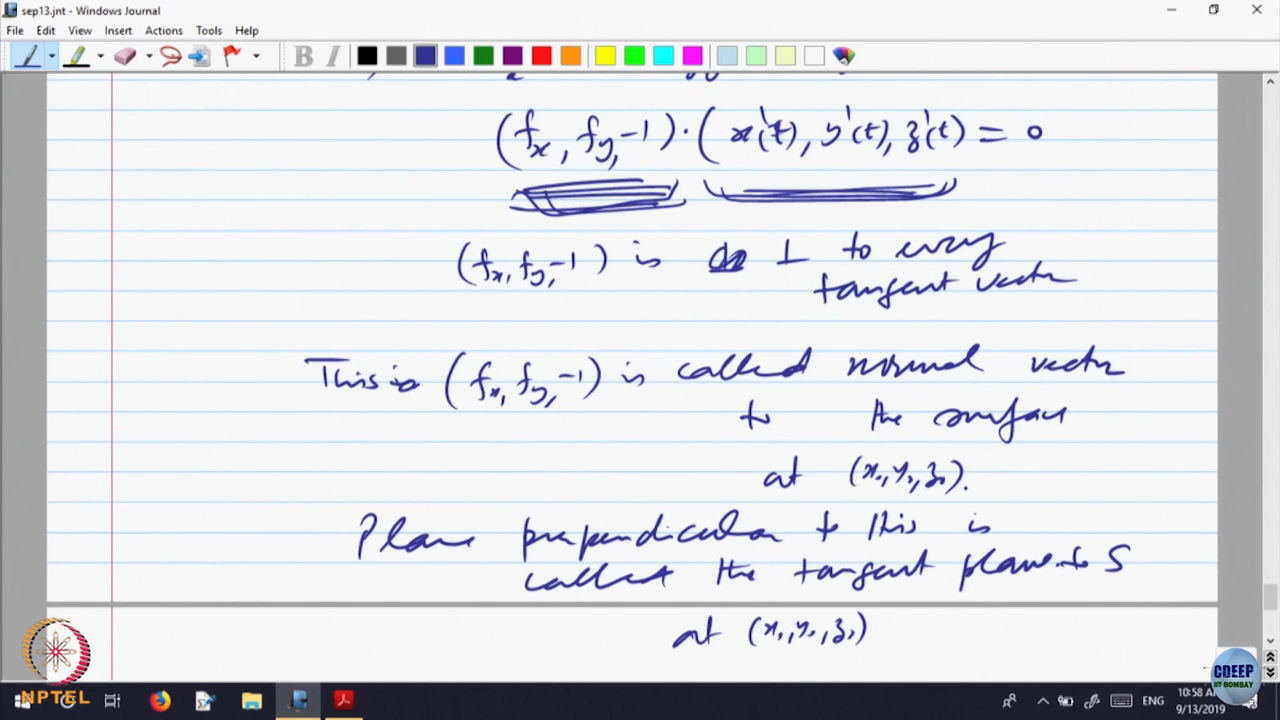 sep13.jnt - Windows Journal
File Edit View Insert Actions Tools Help
(f_x, f_y, -1) · (x'(t), y'(t), z'(t) = 0
(f_x, f_y, -1) is ⊥ to every
tangent vector
This is (f_x, f_y, -1) is called normal vector
to the surface
at (x₀, y₀, z₀).
Plane perpendicular to this is
called the tangent plane to S
at (x₀, y₀, z₀)
NPTEL
CDEEP
IIT BOMBAY
ENG
10:58 AM
9/13/2019